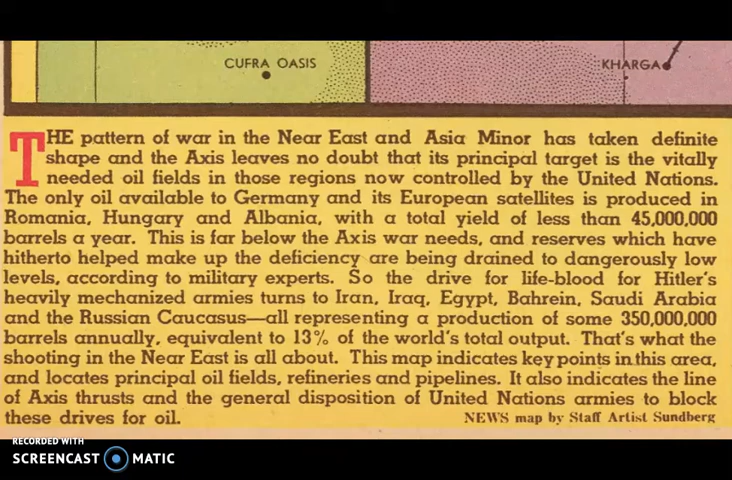 CUFRA OASIS
KHARGA
THE pattern of war in the Near East and Asia Minor has taken definite
shape and the Axis leaves no doubt that its principal target is the vitally
needed oil fields in those regions now controlled by the United Nations.
The only oil available to Germany and its European satellites is produced in
Romania, Hungary and Albania, with a total yield of less than 45,000,000
barrels a year. This is far below the Axis war needs, and reserves which have
hitherto helped make up the deficiency are being drained to dangerously low
levels, according to military experts. So the drive for life-blood for Hitler's
heavily mechanized armies turns to Iran, Iraq, Egypt, Bahrein, Saudi Arabia
and the Russian Caucasus—all representing a production of some 350,000,000
barrels annually, equivalent to 13% of the world's total output. That's what the
shooting in the Near East is all about. This map indicates key points in this area,
and locates principal oil fields, refineries and pipelines. It also indicates the line
of Axis thrusts and the general disposition of United Nations armies to block
these drives for oil.
NEWS map by Staff Artist Sundberg
RECORDED WITH
SCREENCAST MATIC